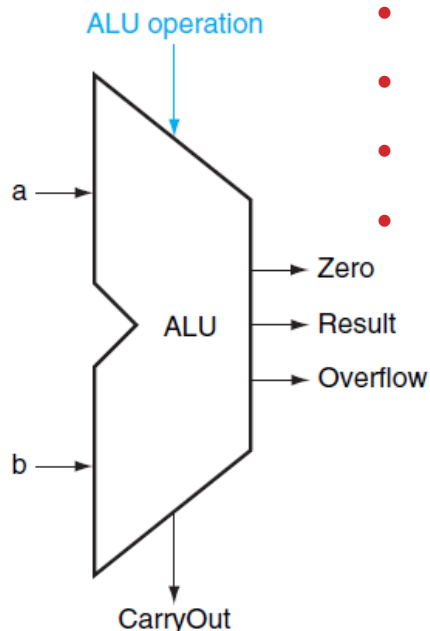 ALU operation
a
Zero
ALU
Result
Overflow
b
CarryOut